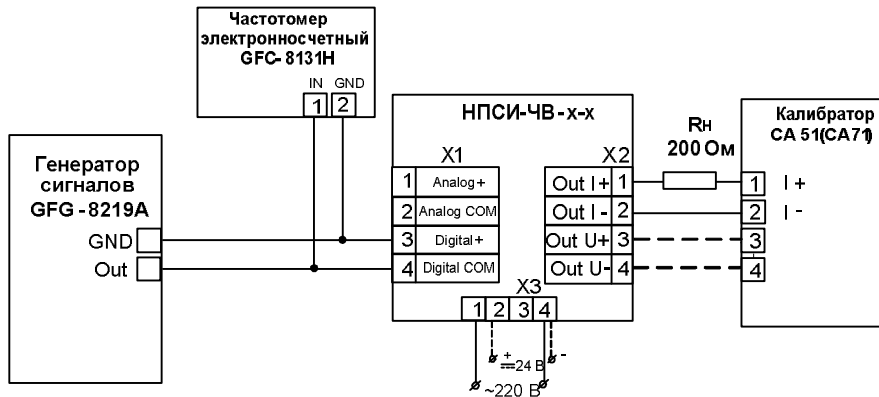 Частотомер
электронносчетный
GFC- 8131H
IN GND
1 2
Генератор
сигналов
GFG - 8219A
GND
Out
НПСИ-ЧВ - х-х
X1
1 Analog+
2 Analog COM
3 Digital+
4 Digital COM
X2
Out I+ 1
Out I - 2
Out U+ 3
Out U- 4
X3
1 2 3 4
+ -
24 В
~220 В
Rн
200 Ом
Калибратор
СА 51(СА71)
1 I +
2 I -
3
4